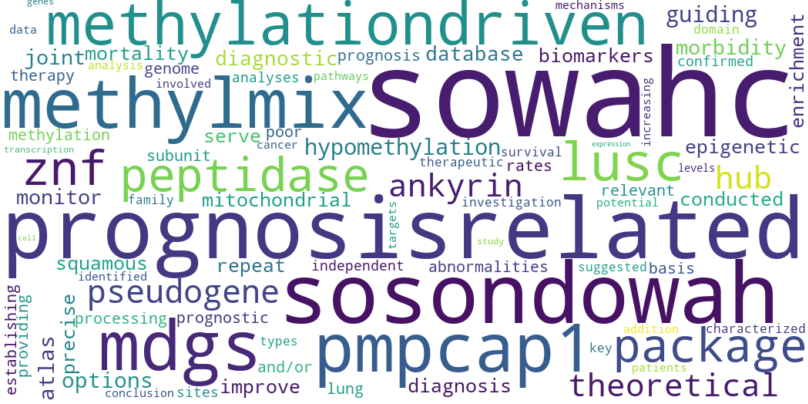 genes
methylationdriven
mechanisms
guiding
data
domain
joint
methylation
mortality
diagnostic
prognosis
database
biomarkers
morbidity
confirmed
analysis
genome
therapy
involved
analyses
pathways
methylmix
sowahc
increasing
enrichment
methylation
transcription
serve
poor
cancer
hypomethylation
survival
expression
epigenetic
subunit
therapeutic
rates
lusc
levels
znf
peptidase
ankyrin
hub
relevant
monitor
family
mitochondrial
investigation
targets
potential
conducted
prognosisrelated
cell
study
squamous
identified
repeat
independent
abnormalities
suggested
basis
pseudogene
sosondowah
establishing
providing
atlas
precise
processing
prognostic
mdgs
types
pmpcap1
addition
characterized
key
package
patients
options
and/or
conclusion
sites
improve
lung
diagnosis
theoretical